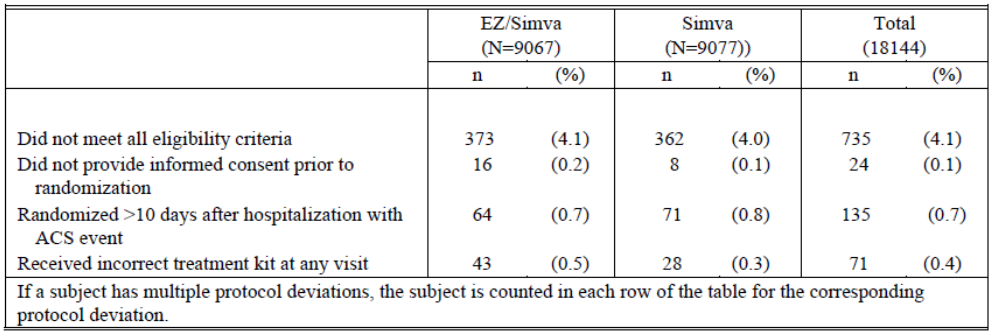 EZ/Simva Simva Total
(N=9067) (N=9077)) (18144)
n (%) n (%) n (%)
Did not meet all eligibility criteria 373 (4.1) 362 (4.0) 735 (4.1)
Did not provide informed consent prior to 16 (0.2) 8 (0.1) 24 (0.1)
randomization
Randomized >10 days after hospitalization with 64 (0.7) 71 (0.8) 135 (0.7)
ACS event
Received incorrect treatment kit at any visit 43 (0.5) 28 (0.3) 71 (0.4)
If a subject has multiple protocol deviations, the subject is counted in each row of the table for the corresponding
protocol deviation.